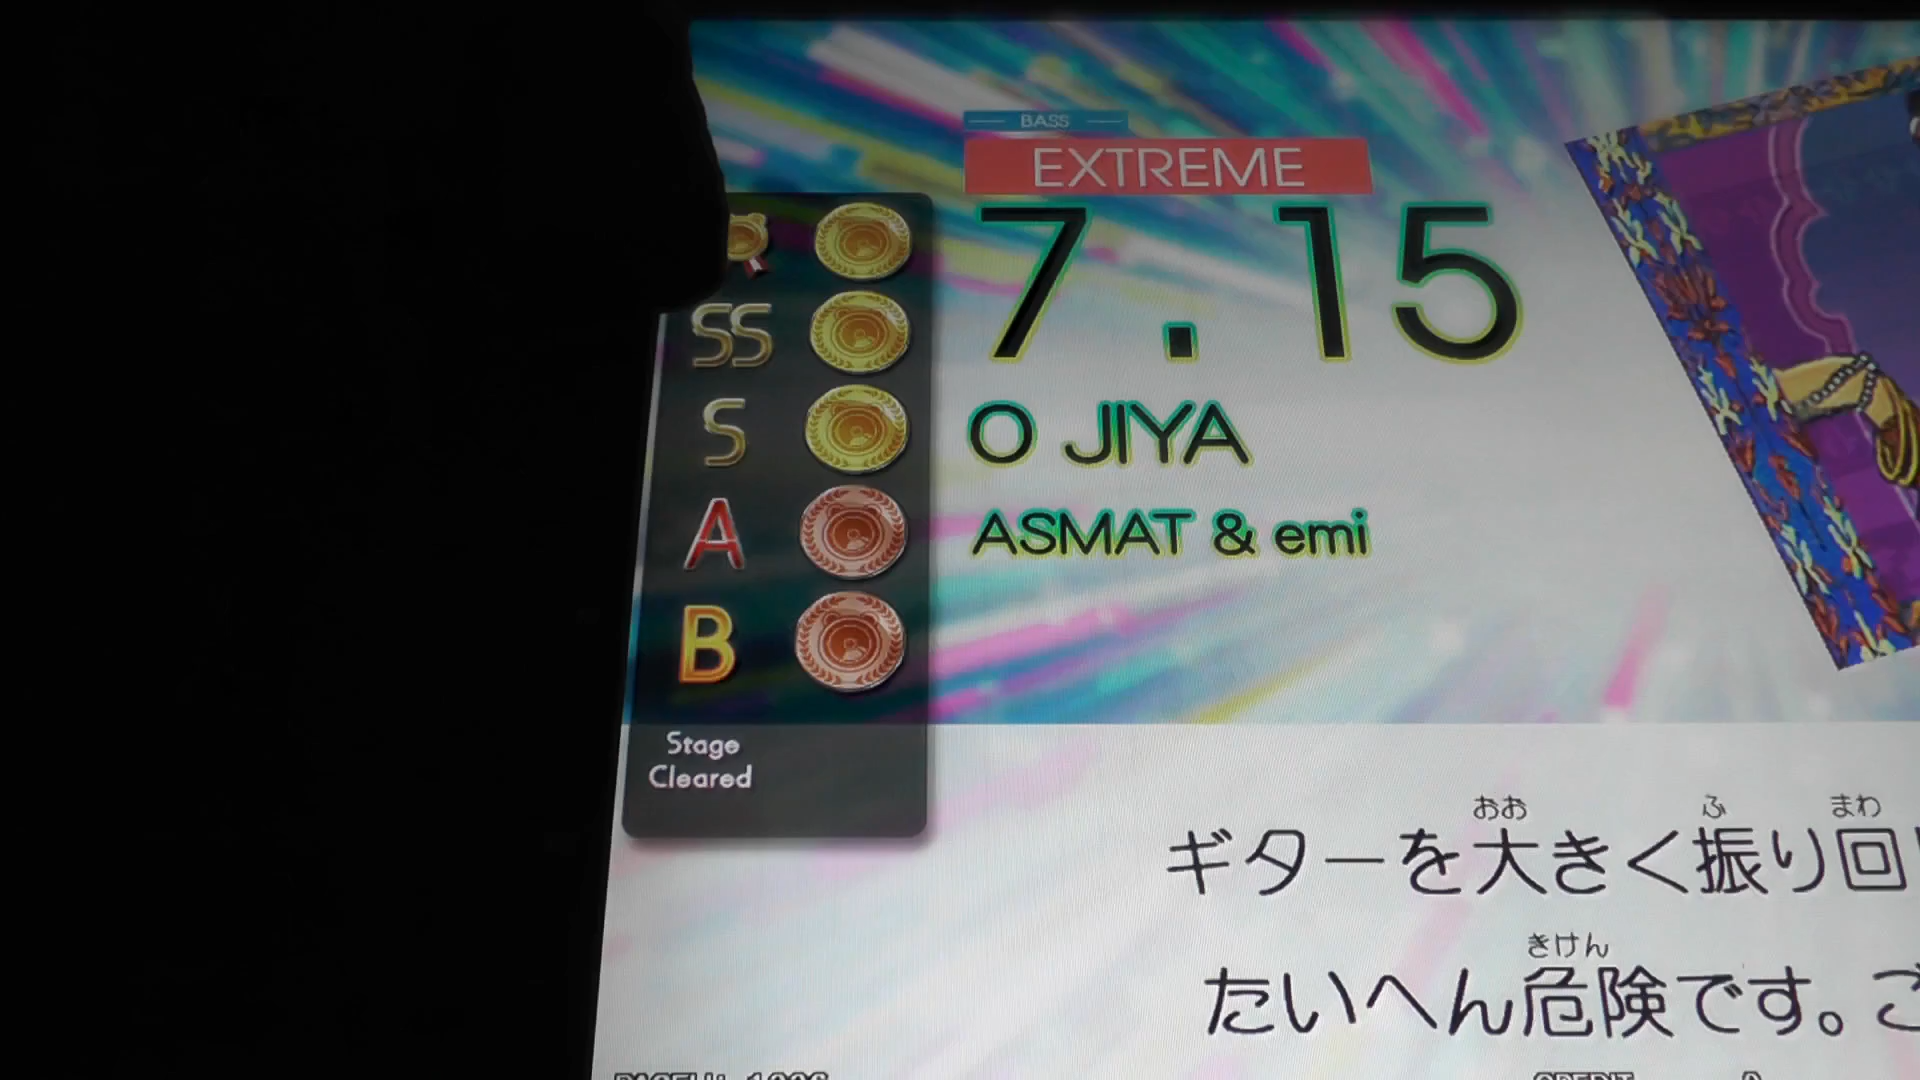 BASS
EXTREME
7.15
O JIYA
ASMAT & emi
SS
S
A
B
Stage
Cleared
おお ふ まわ
ギターを大きく振り回
きけん
たいへん危険です。ご